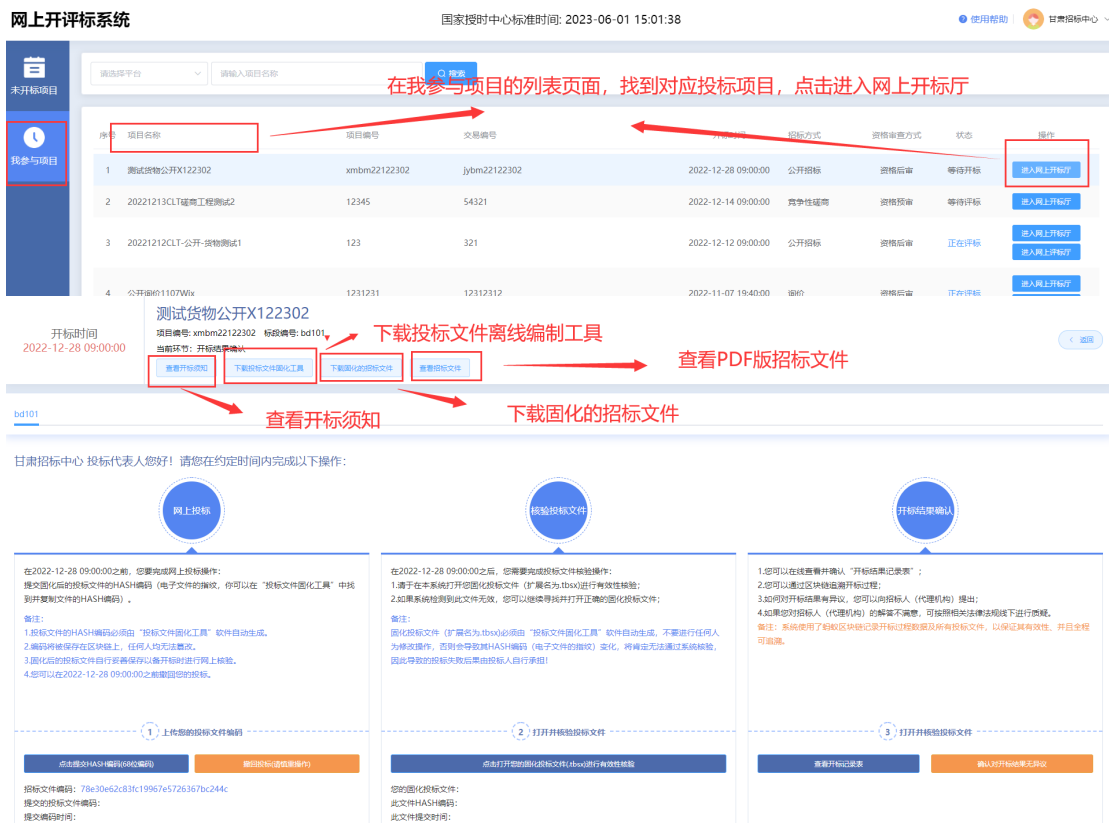 网上开评标系统
国家授时中心标准时间: 2023-06-01 15:01:38
使用帮助
甘肃招标中心
未开标项目
我参与项目
请选择平台
请输入项目名称
搜索
在我参与项目的列表页面，找到对应投标项目，点击进入网上开标厅
序号 项目名称 项目编号 交易编号 开标时间 招标方式 资格审查方式 状态 操作
1 测试货物公开X122302 xmbm22122302 jybm22122302 2022-12-28 09:00:00 公开招标 资格后审 等待开标 进入网上开标厅
2 20221213CLT磋商工程测试2 12345 54321 2022-12-14 09:00:00 竞争性磋商 资格预审 等待评标 进入网上开标厅
3 20221212CLT-公开-货物测试1 123 321 2022-12-12 09:00:00 公开招标 资格后审 正在评标 进入网上开标厅
进入网上评标厅
4 公开询价1107Wix 1231231 12312312 2022-11-07 19:40:00 询价 资格后审 正在评标 进入网上开标厅
开标时间
2022-12-28 09:00:00
测试货物公开X122302
项目编号: xmbm22122302 标段编号: bd101
当前环节：开标结果确认
查看开标须知
下载投标文件固化工具
下载固化的招标文件
查看招标文件
返回
下载投标文件离线编制工具
查看PDF版招标文件
查看开标须知
下载固化的招标文件
bd101
甘肃招标中心 投标代表人您好！请您在约定时间内完成以下操作：
网上投标
在2022-12-28 09:00:00之前，您要完成网上投标操作：
提交固化后的投标文件的HASH编码（电子文件的指纹，你可以在“投标文件固化工具”中找
到并复制文件的HASH编码）。
备注：
1.投标文件的HASH编码必须由“投标文件固化工具”软件自动生成。
2.编码将被保存在区块链上，任何人均无法篡改。
3.固化后的投标文件自行妥善保存以备开标时进行网上核验。
4.您可以在2022-12-28 09:00:00之前撤回您的投标。
1 上传您的投标文件编码
点击提交HASH编码(68位编码)
撤回投标(请慎重操作)
招标文件编码：78e30e62c83fc19967e5726367bc244c
提交的投标文件编码：
提交编码时间：
核验投标文件
在2022-12-28 09:00:00之后，您需要完成投标文件核验操作：
1.请于在本系统打开您固化投标文件（扩展名为.tbsx)进行有效性核验；
2.如果系统检测到此文件无效，您可以继续寻找并打开正确的固化投标文件；
备注：
固化投标文件（扩展名为.tbsx)必须由“投标文件固化工具”软件自动生成，不要进行任何人
为修改操作，否则会导致其HASH编码（电子文件的指纹）变化，将肯定无法通过系统核验，
因此导致的投标失败后果由投标人自行承担！
2 打开并核验投标文件
点击打开您的固化投标文件(.tbsx)进行有效性核验
您的固化投标文件：
此文件HASH编码：
此文件提交时间：
开标结果确认
1.您可以在线查看并确认“开标结果记录表”；
2.您可以通过区块链追溯开标过程；
3.如何对开标结果有异议，您可以向招标人（代理机构）提出；
4.如果您对招标人（代理机构）的解答不满意，可按照相关法律法规线下进行质疑。
备注：系统使用了蚂蚁区块链记录开标过程数据及所有投标文件，以保证其有效性，并且全程
可追溯。
3 打开并核验投标文件
查看开标记录表
确认对开标结果无异议